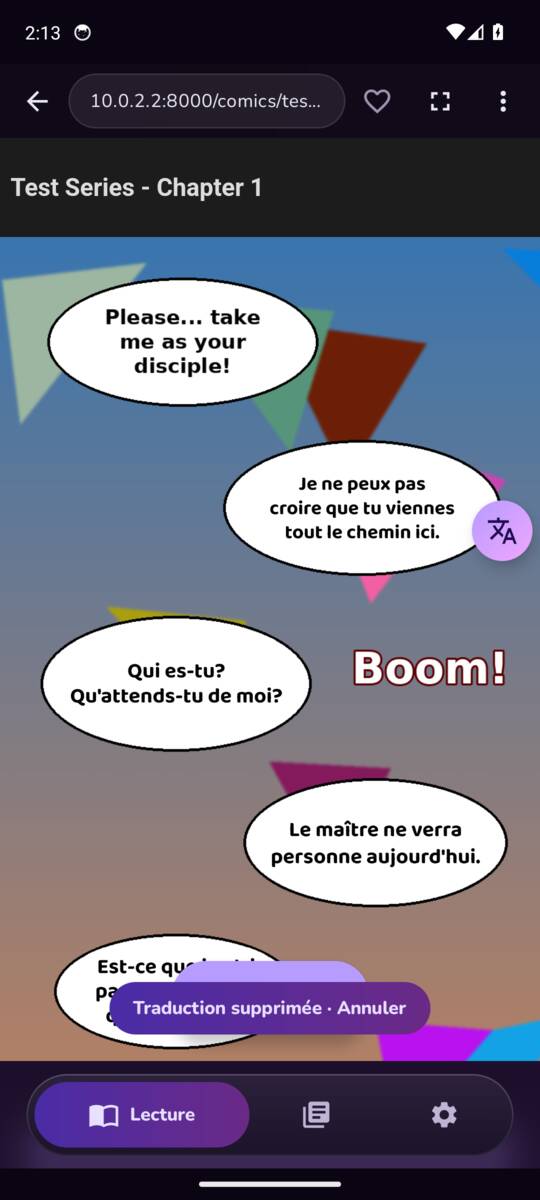 2:13
10.0.2.2:8000/comics/tes...
Test Series - Chapter 1
Please... take
me as your
disciple!
Je ne peux pas
croire que tu viennes
tout le chemin ici.
Qui es-tu?
Qu'attends-tu de moi?
Boom!
Le maître ne verra
personne aujourd'hui.
Est-ce que
Traduction supprimée · Annuler
Lecture